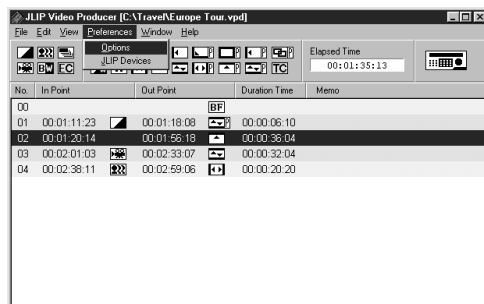 JLIP Video Producer [C:\Travel\Europe Tour.vpd]
File Edit View Preferences Window Help
Options
JLIP Devices
BW EC TC
Elapsed Time
00:01:35:13
No. In Point Out Point Duration Time Memo
00 BF
01 00:01:11:23 00:01:18:08 P 00:00:06:10
02 00:01:20:14 00:01:56:18 00:00:36:04
03 00:02:01:03 00:02:33:07 00:00:32:04
04 00:02:38:11 00:02:59:06 00:00:20:20